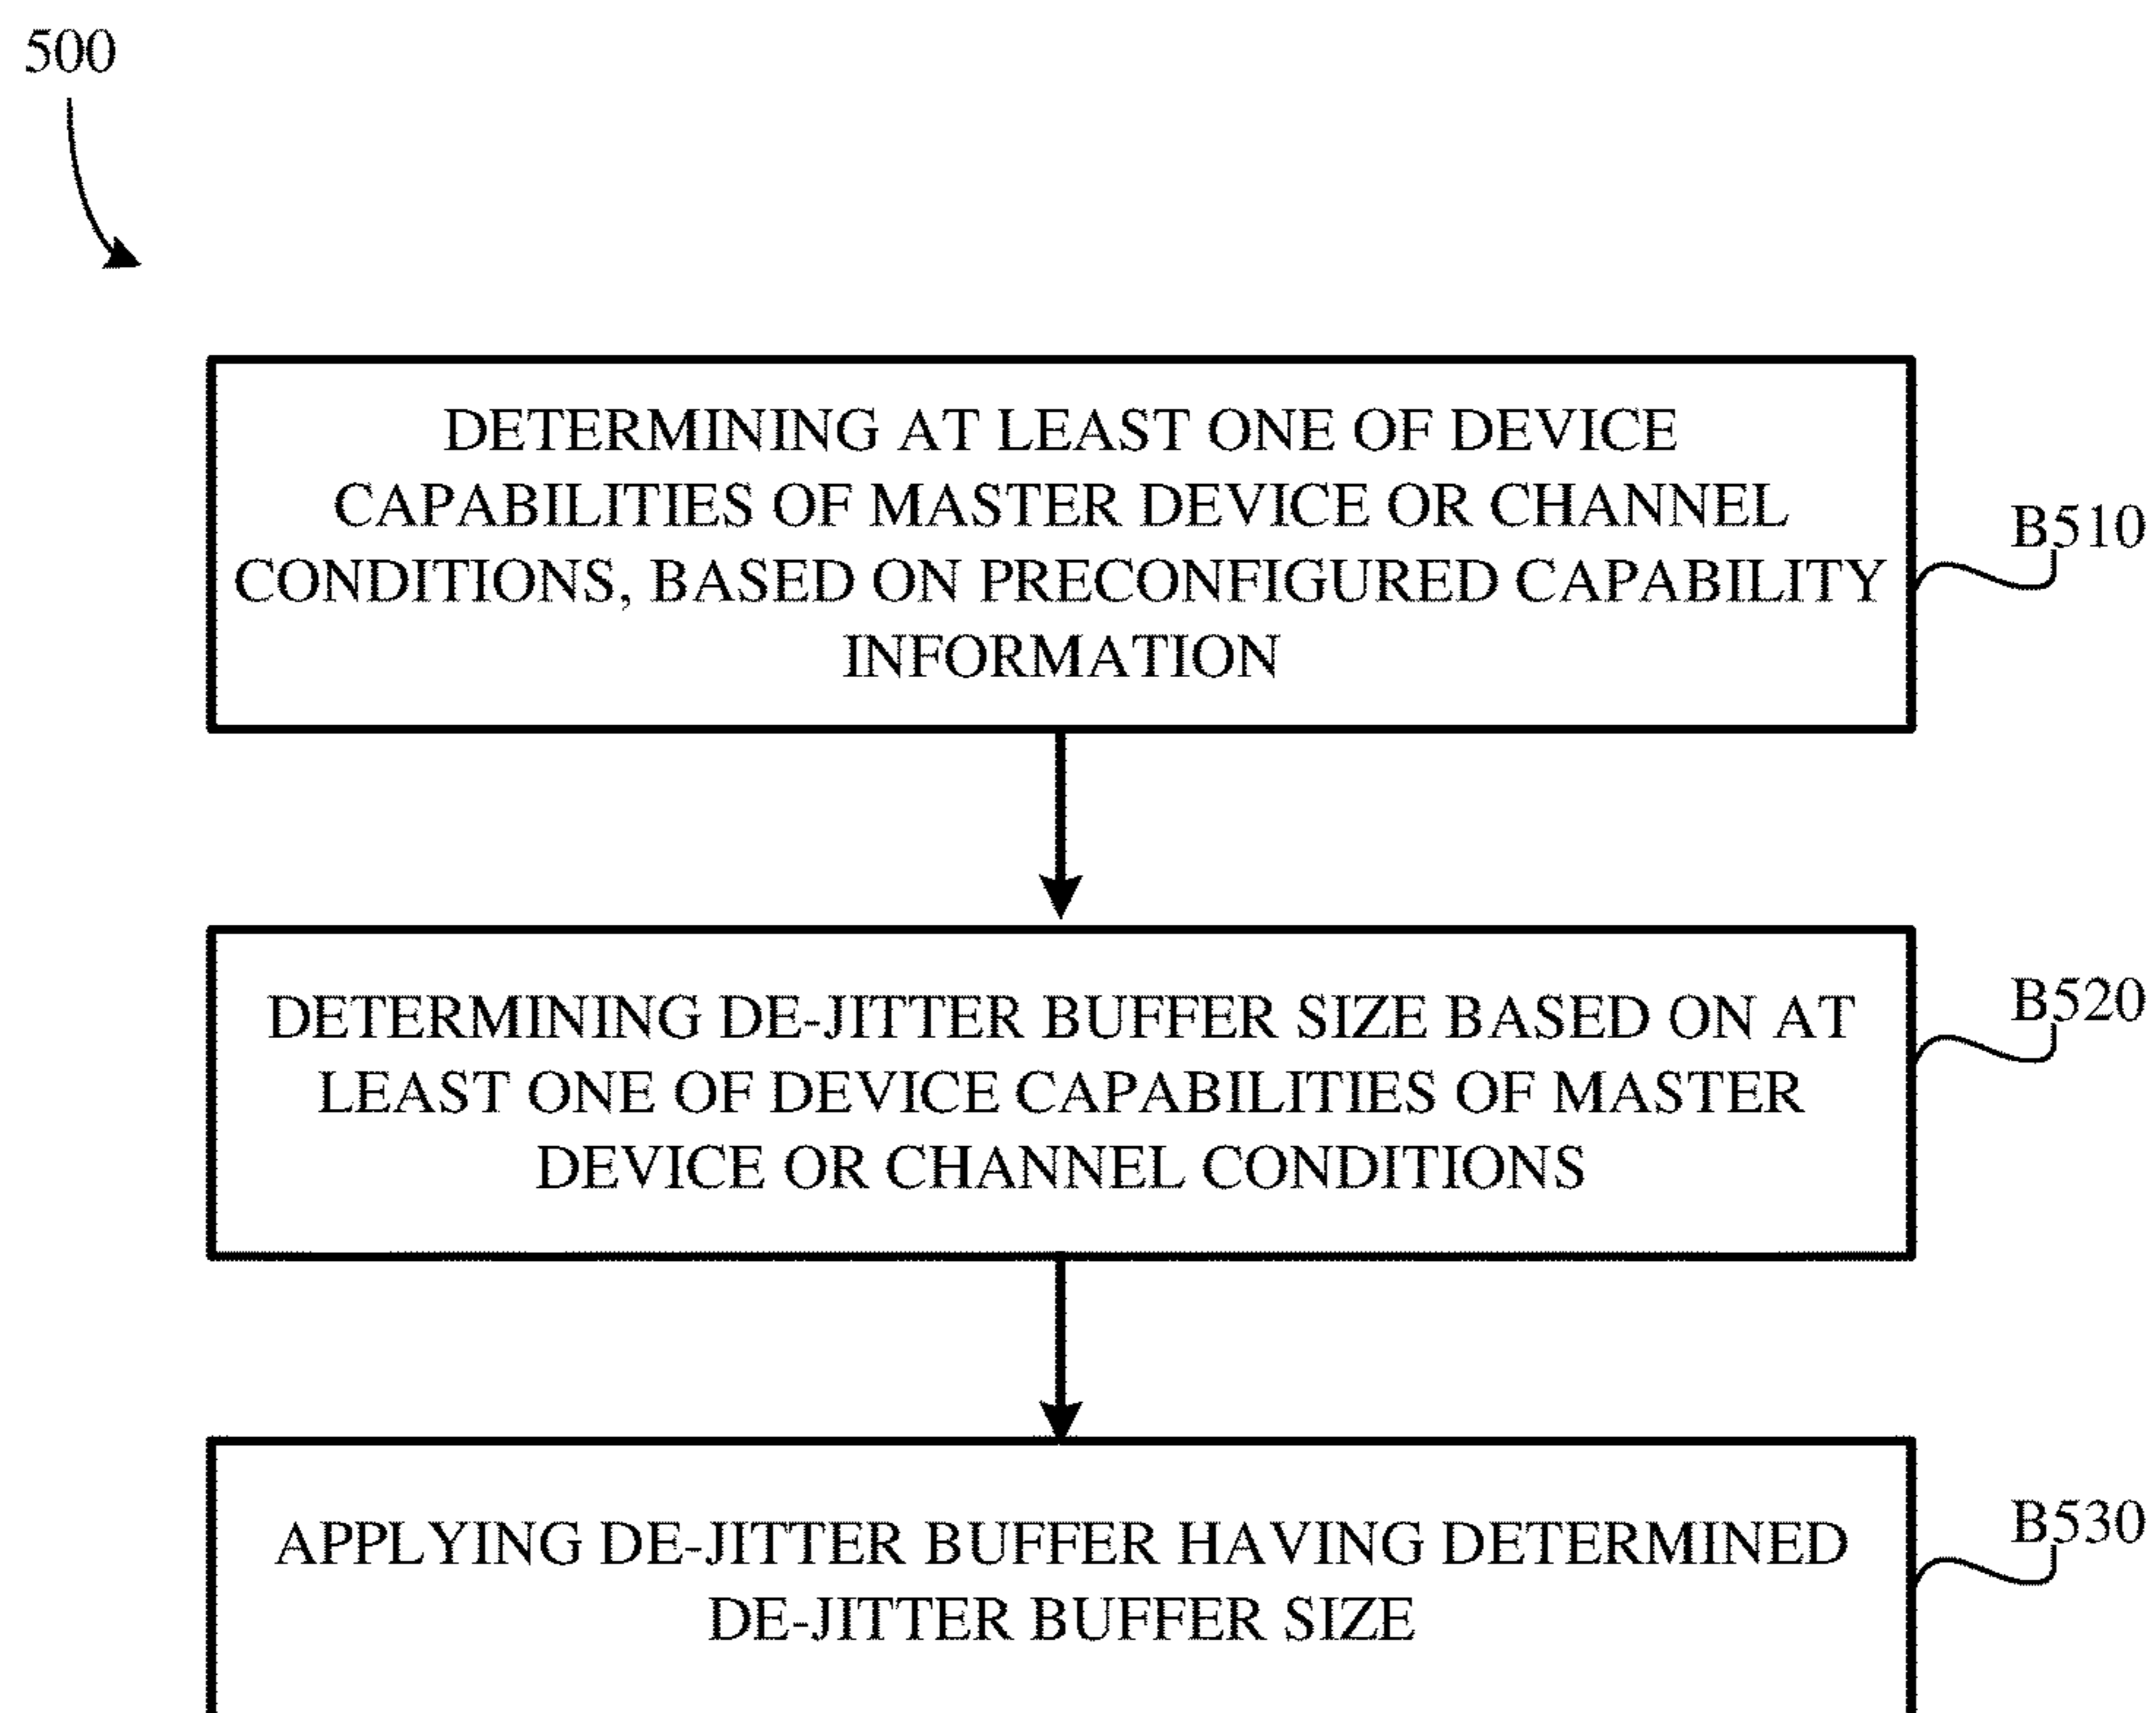 500
DETERMINING AT LEAST ONE OF DEVICE
CAPABILITIES OF MASTER DEVICE OR CHANNEL
CONDITIONS, BASED ON PRECONFIGURED CAPABILITY
INFORMATION
B510
DETERMINING DE-JITTER BUFFER SIZE BASED ON AT
LEAST ONE OF DEVICE CAPABILITIES OF MASTER
DEVICE OR CHANNEL CONDITIONS
B520
APPLYING DE-JITTER BUFFER HAVING DETERMINED
DE-JITTER BUFFER SIZE
B530